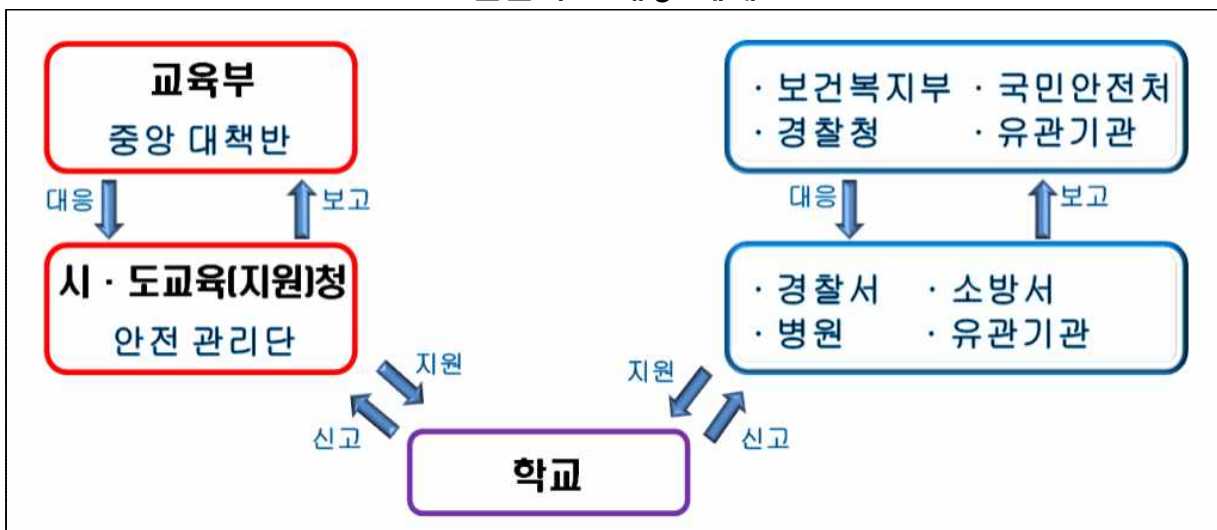 교육부
중앙 대책반
대응
보고
시 · 도교육(지원)청
안전 관리단
· 보건복지부 · 국민안전처
· 경찰청 · 유관기관
대응
보고
· 경찰서 · 소방서
· 병원 · 유관기관
지원
신고
지원
신고
학교